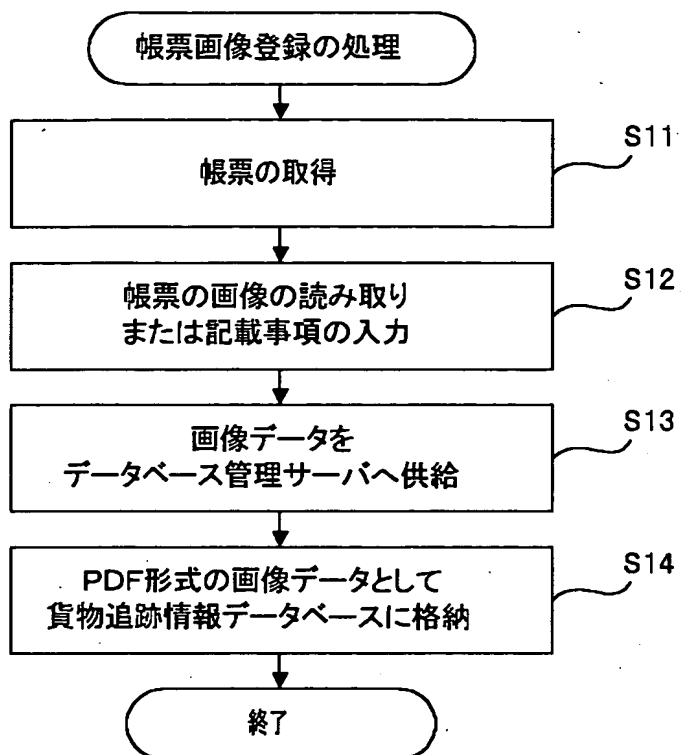 帳票画像登録の処理
帳票の取得
S11
帳票の画像の読み取り
または記載事項の入力
S12
画像データを
データベース管理サーバへ供給
S13
PDF形式の画像データとして
貨物追跡情報データベースに格納
S14
終了